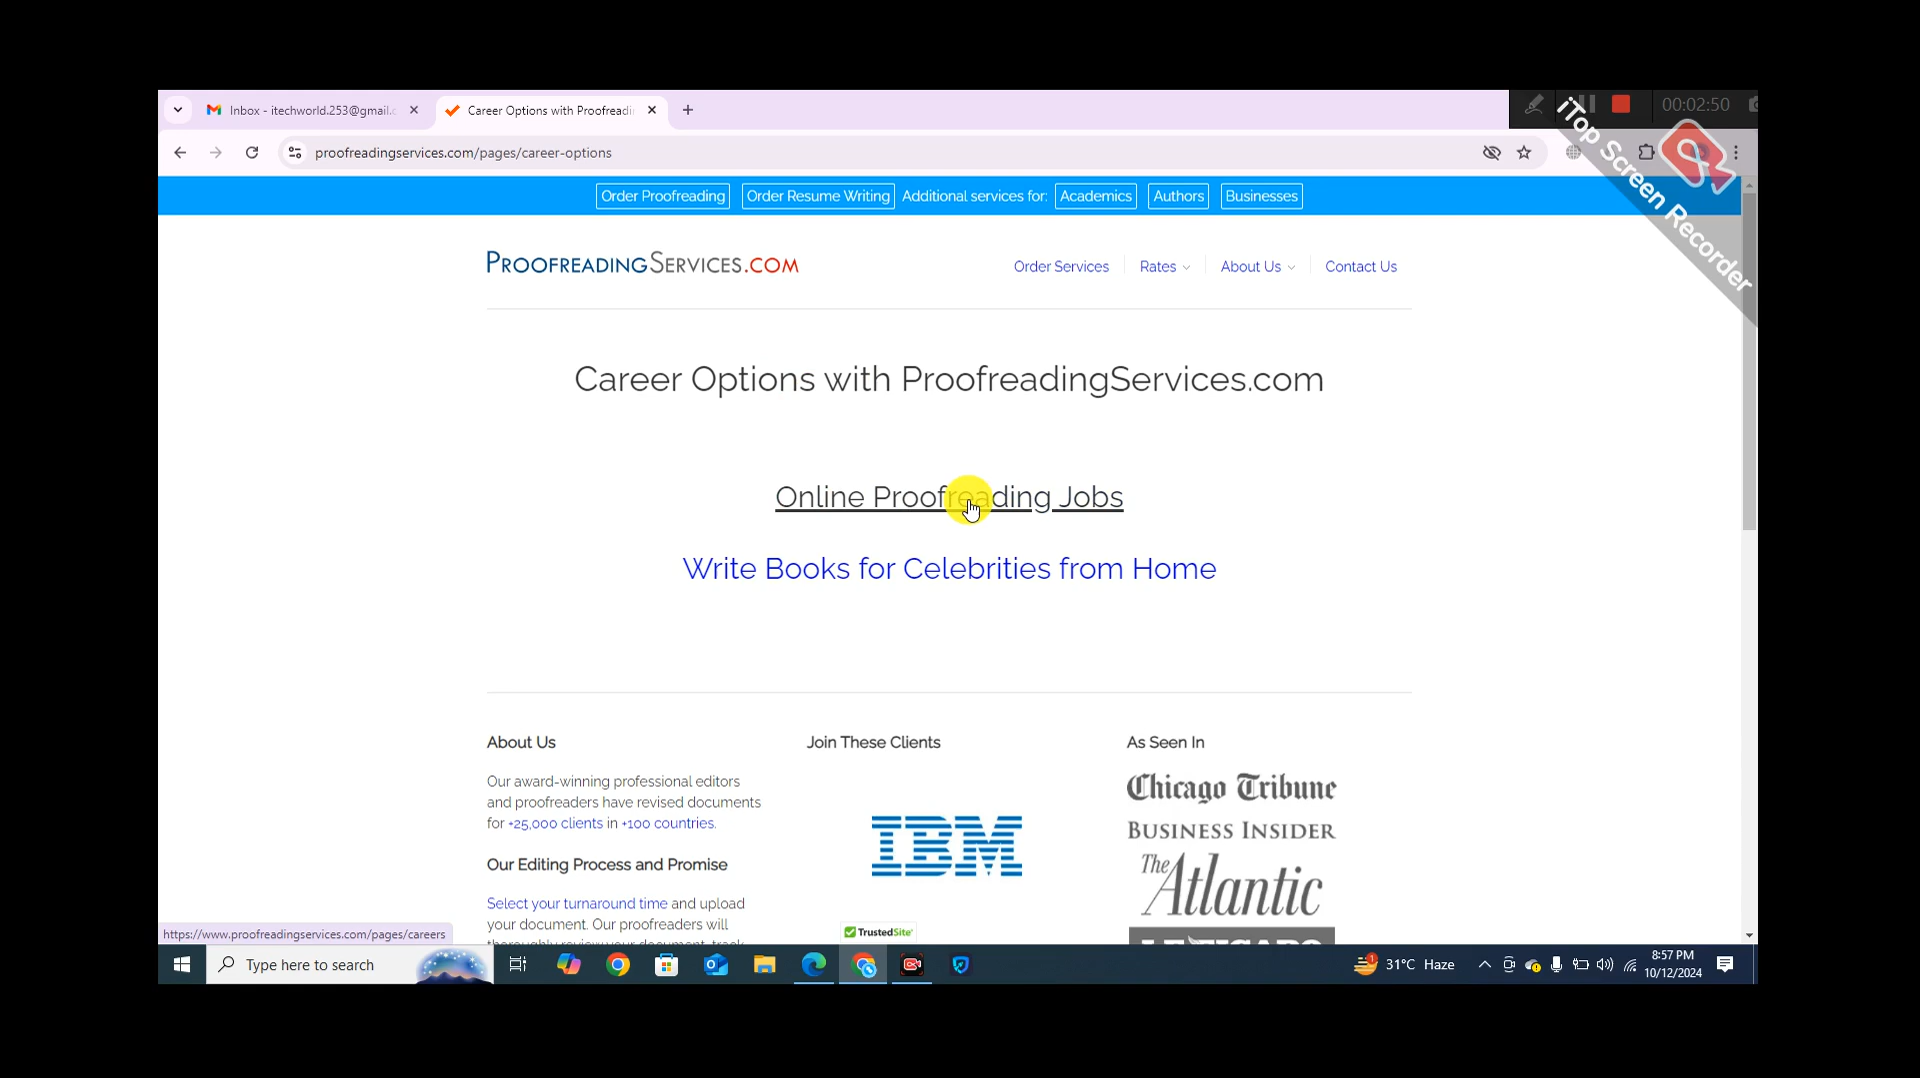 Inbox - itechworld.253@gmail.c
Career Options with Proofreadi
00:02:50
iTop Screen Recorder
proofreadingservices.com/pages/career-options
Order Proofreading Order Resume Writing Additional services for: Academics Authors Businesses
PROOFREADINGSERVICES.COM
Order Services Rates About Us Contact Us
Career Options with ProofreadingServices.com
Online Proofreading Jobs
Write Books for Celebrities from Home
About Us
Our award-winning professional editors
and proofreaders have revised documents
for +25,000 clients in +100 countries.
Our Editing Process and Promise
Select your turnaround time and upload
your document. Our proofreaders will
Join These Clients
IBM
TrustedSite
As Seen In
Chicago Tribune
BUSINESS INSIDER
The Atlantic
https://www.proofreadingservices.com/pages/careers
Type here to search
1
31°C Haze
8:57 PM
10/12/2024